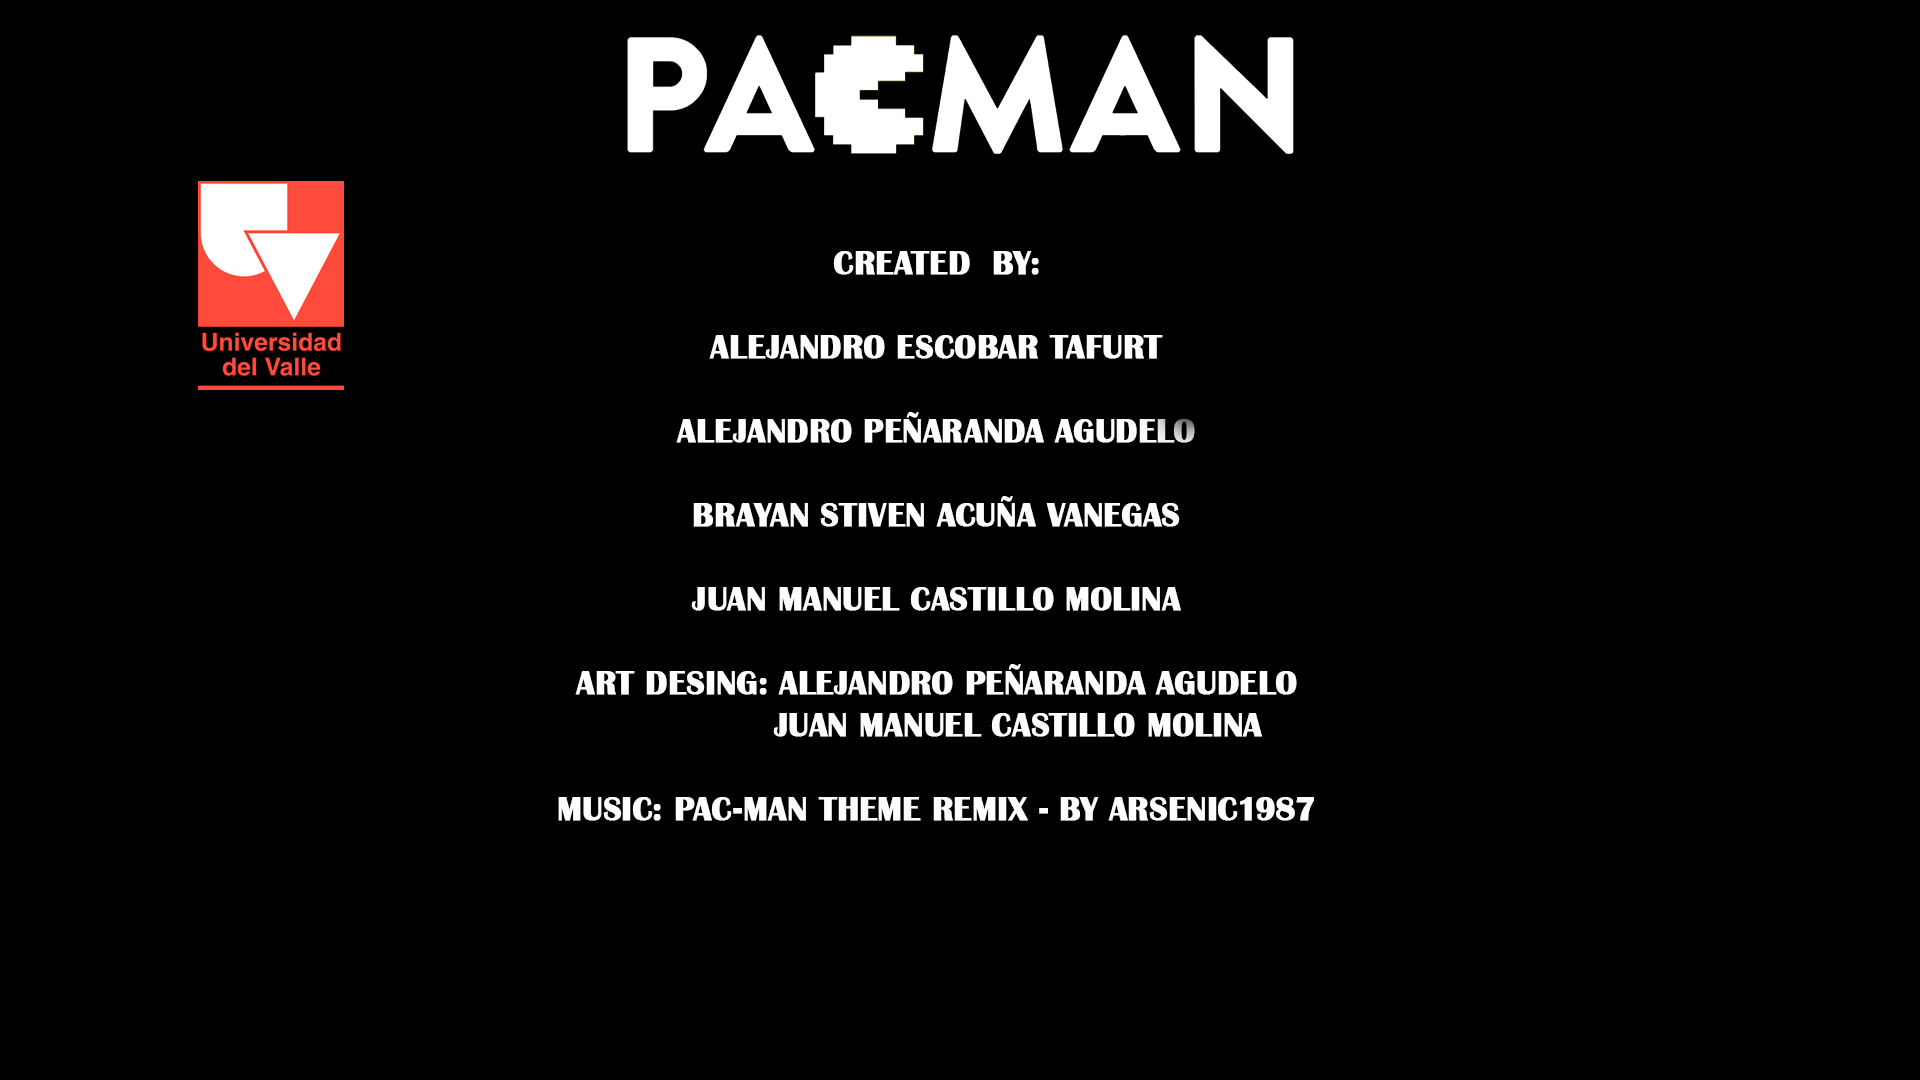 PACMAN
Universidad
del Valle
CREATED BY:
ALEJANDRO ESCOBAR TAFURT
ALEJANDRO PEÑARANDA AGUDELO
BRAYAN STIVEN ACUÑA VANEGAS
JUAN MANUEL CASTILLO MOLINA
ART DESING: ALEJANDRO PEÑARANDA AGUDELO
JUAN MANUEL CASTILLO MOLINA
MUSIC: PAC-MAN THEME REMIX - BY ARSENIC1987